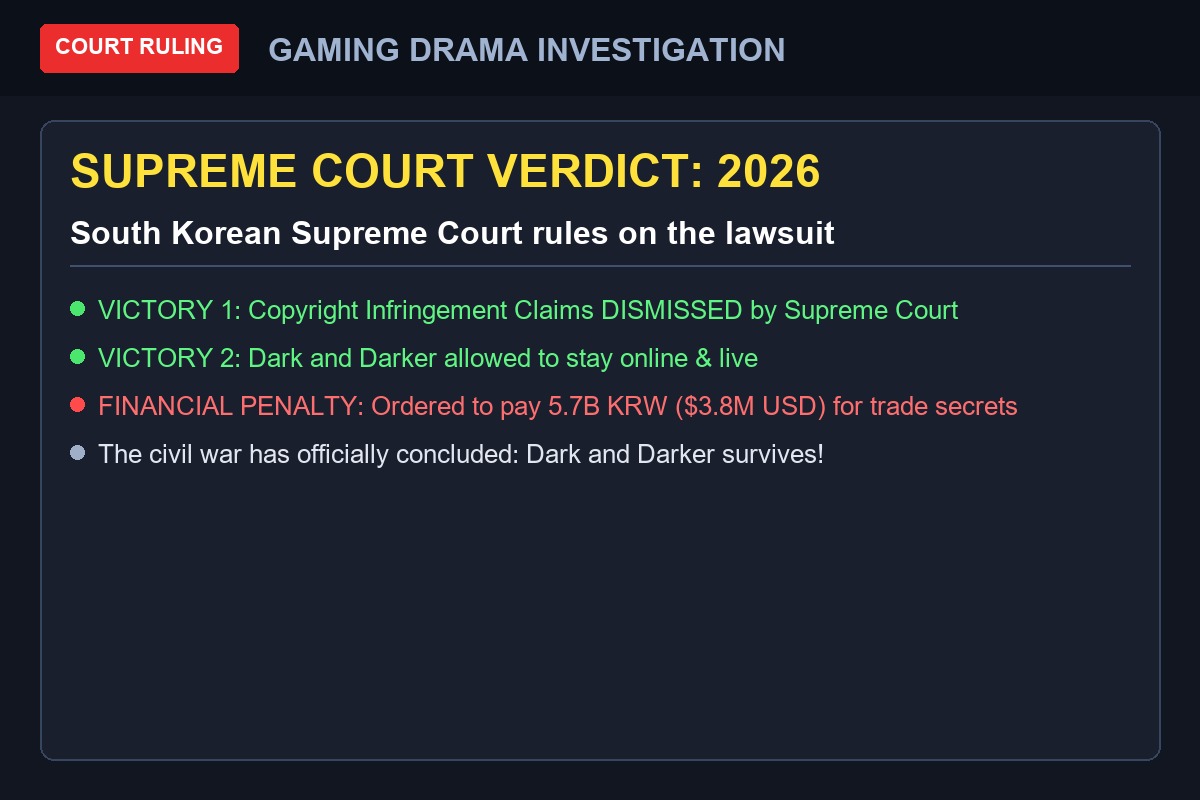 COURT RULING
GAMING DRAMA INVESTIGATION
SUPREME COURT VERDICT: 2026
South Korean Supreme Court rules on the lawsuit
VICTORY 1: Copyright Infringement Claims DISMISSED by Supreme Court
VICTORY 2: Dark and Darker allowed to stay online & live
FINANCIAL PENALTY: Ordered to pay 5.7B KRW ($3.8M USD) for trade secrets
The civil war has officially concluded: Dark and Darker survives!